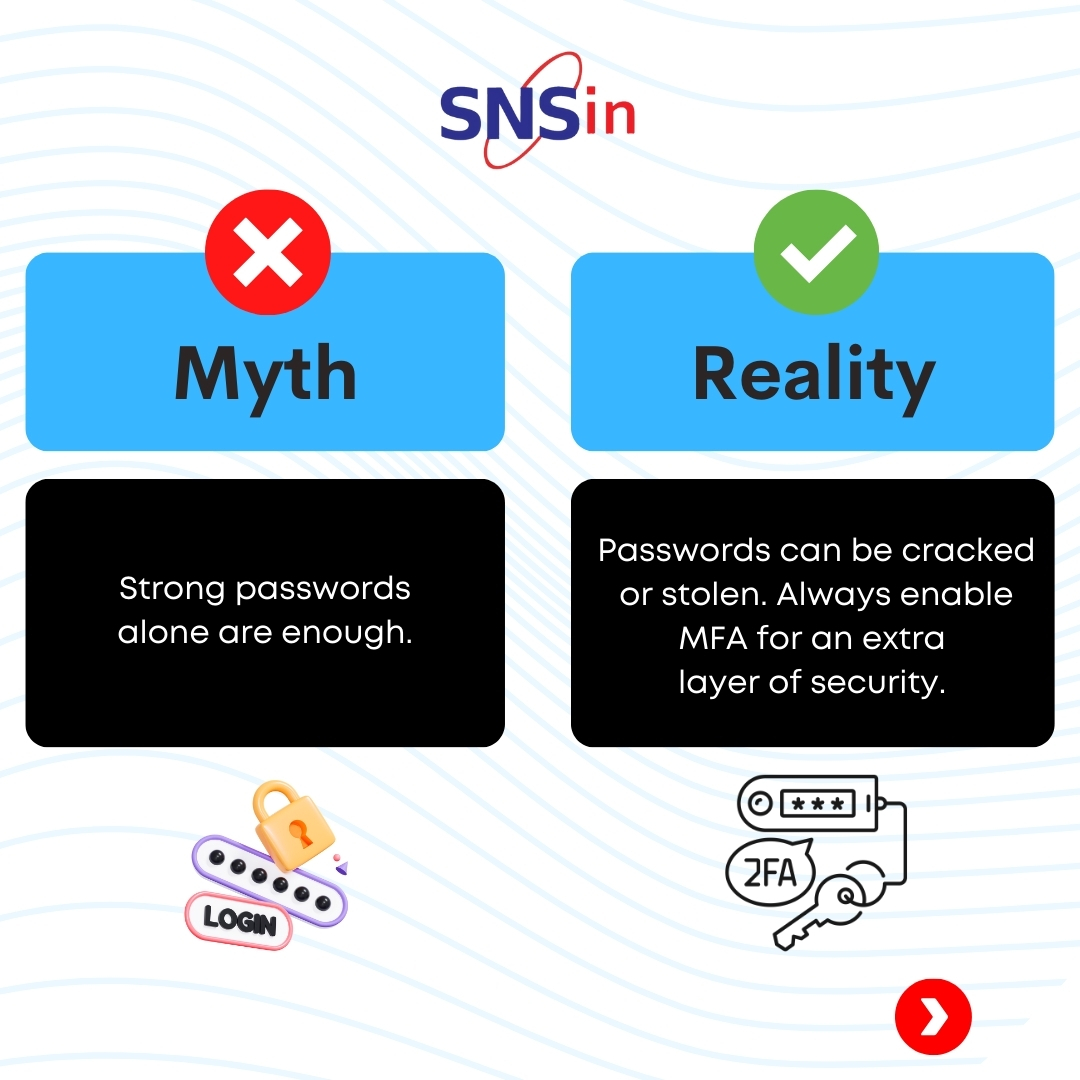 SNSin
Myth
Reality
Strong passwords
alone are enough.
Passwords can be cracked
or stolen. Always enable
MFA for an extra
layer of security.
LOGIN
***
2FA